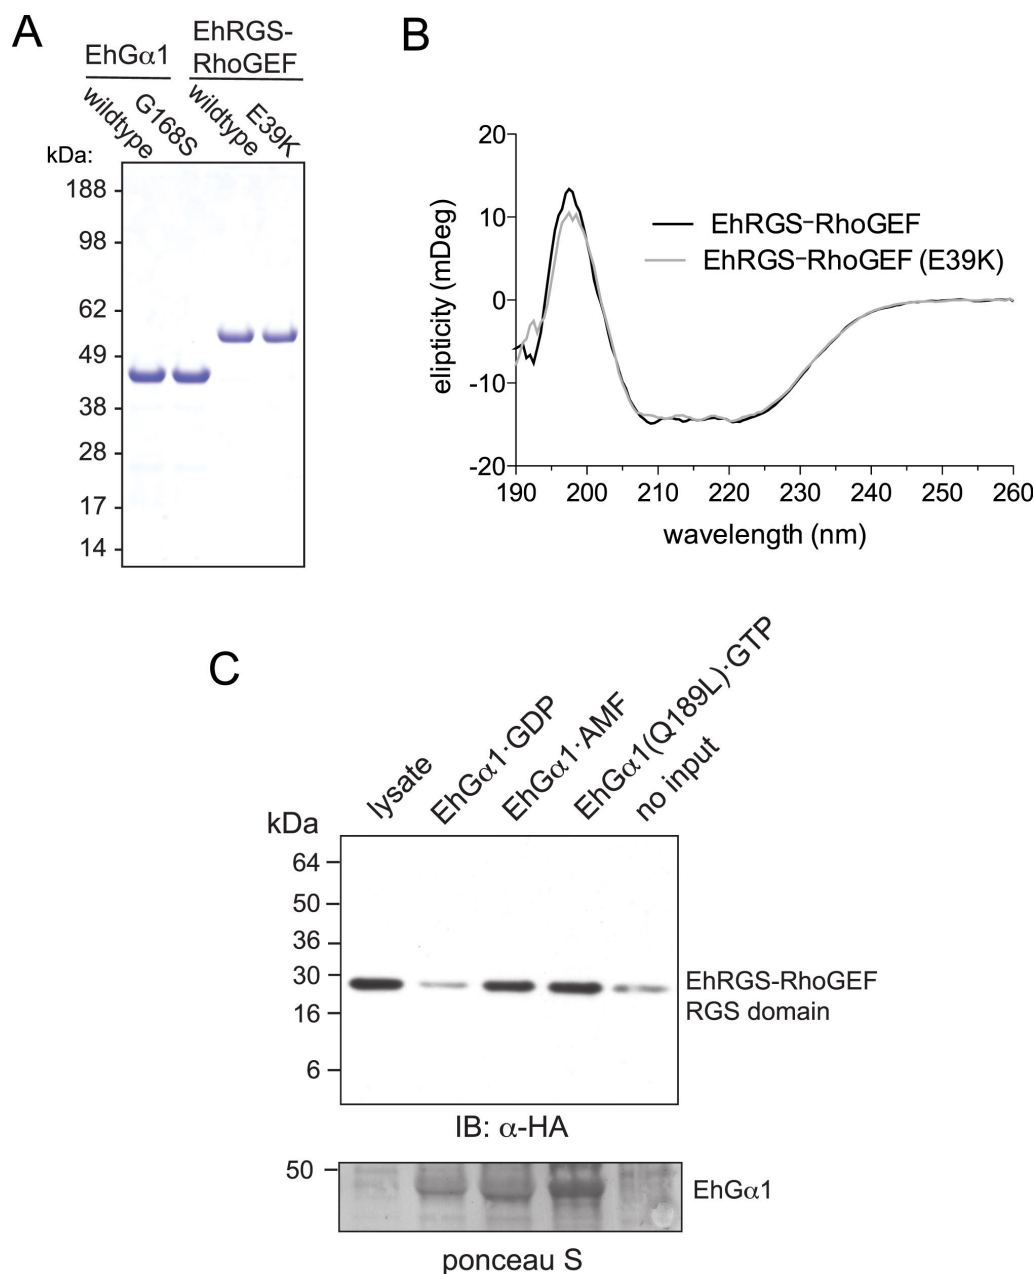 A
EhGα1
EhRGS-
RhoGEF
wildtype
G168S
wildtype
E39K
kDa:
188
98
62
49
38
28
17
14
B
elipticity (mDeg)
20
10
0
-10
-20
EhRGS-RhoGEF
EhRGS-RhoGEF (E39K)
190 200 210 220 230 240 250 260
wavelength (nm)
C
lysate
EhGα1·GDP
EhGα1·AMF
EhGα1(Q189L)·GTP
no input
kDa
64
50
36
30
16
6
EhRGS-RhoGEF
RGS domain
IB: α-HA
50
EhGα1
ponceau S